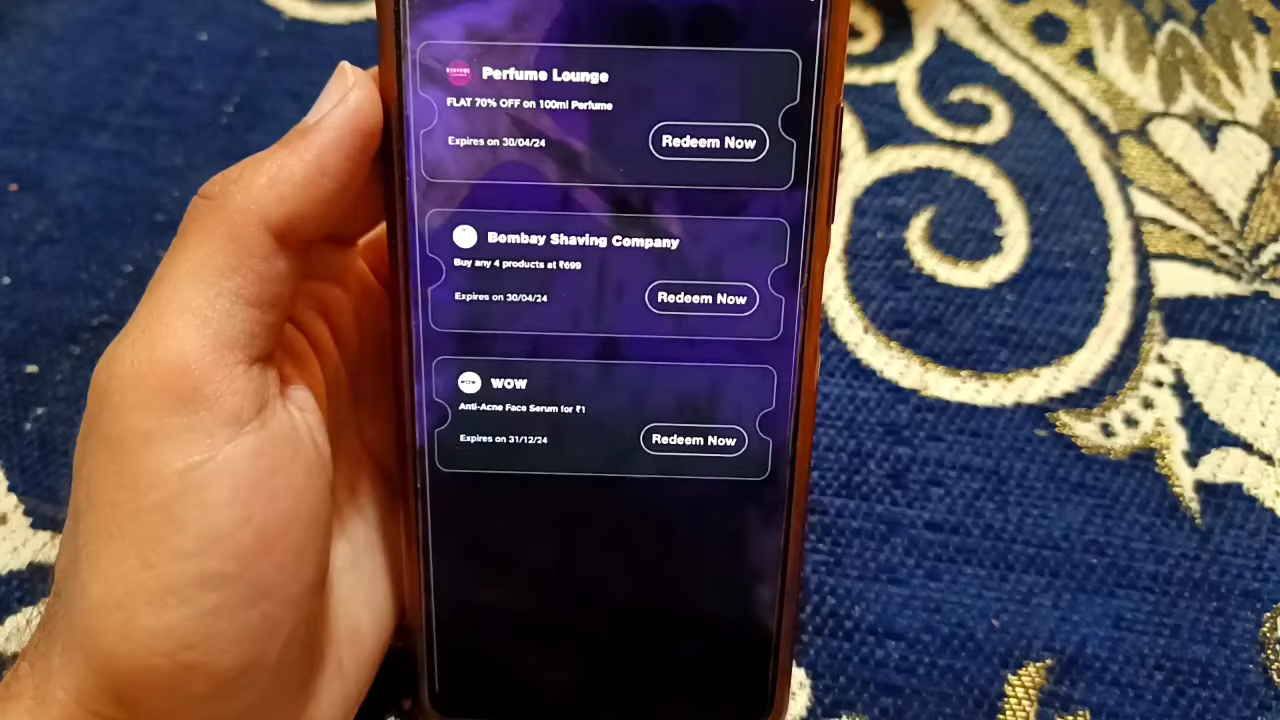 Perfume Lounge
FLAT 70% OFF on 100ml Perfume
Expires on 30/04/24
Redeem Now
Bombay Shaving Company
Buy any 4 products at ₹699
Expires on 30/04/24
Redeem Now
WOW
WOW
Anti-Acne Face Serum for ₹1
Expires on 31/12/24
Redeem Now